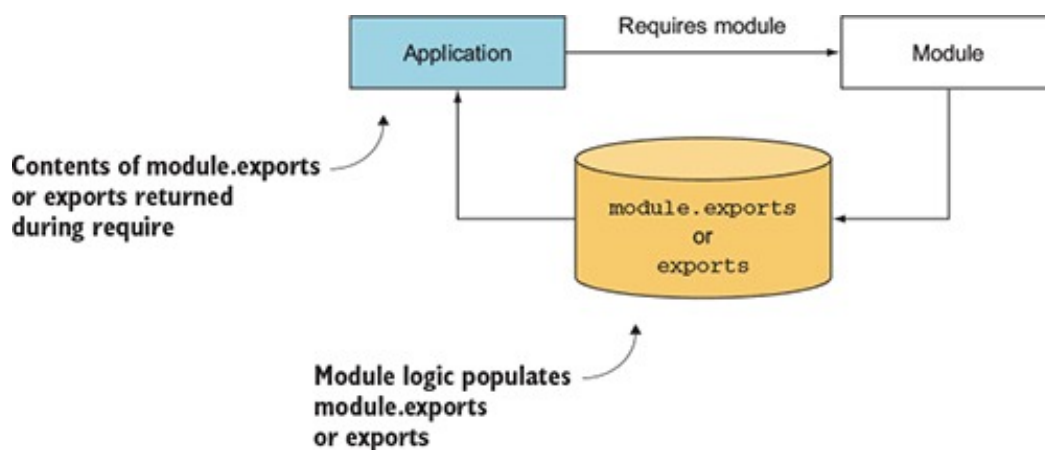 Requires module
Application
Module
Contents of module.exports
or exports returned
during require
module.exports
or
exports
Module logic populates
module.exports
or exports